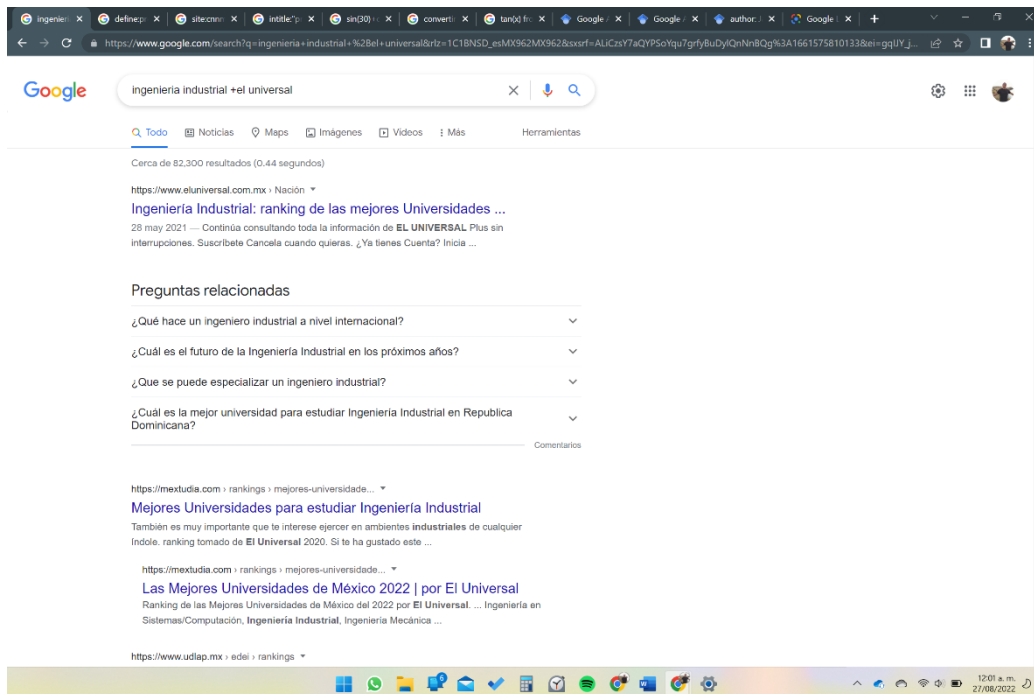 ingenien
define:pr
site:cnnn
intitle:"p
sin(30)+
convertir
tan(x) fr
Google
Google
author:
Google
https://www.google.com/search?q=ingenieria+industrial+%2Bel+universal&rlz=1C1BNSD_esMX962MX962&sxsrf=
Google
ingenieria industrial +el universal
Todo Noticias Maps Imágenes Videos Más Herramientas
Cerca de 82,300 resultados (0.44 segundos)
https://www.eluniversal.com.mx › Nación
Ingeniería Industrial: ranking de las mejores Universidades ...
28 may 2021 — Continúa consultando toda la información de EL UNIVERSAL Plus sin
interrupciones. Suscríbete Cancela cuando quieras. ¿Ya tienes Cuenta? Inicia ...
Preguntas relacionadas
¿Qué hace un ingeniero industrial a nivel internacional?
¿Cuál es el futuro de la Ingeniería Industrial en los próximos años?
¿Que se puede especializar un ingeniero industrial?
¿Cuál es la mejor universidad para estudiar Ingenieria Industrial en Republica
Dominicana?
Comentarios
https://mextudia.com › rankings › mejores-universidade...
Mejores Universidades para estudiar Ingeniería Industrial
También es muy importante que te interese ejercer en ambientes industriales de cualquier
índole. ranking tomado de El Universal 2020. Si te ha gustado este ...
https://mextudia.com › rankings › mejores-universidade...
Las Mejores Universidades de México 2022 | por El Universal
Ranking de las Mejores Universidades de México del 2022 por El Universal. ... Ingeniería en
Sistemas/Computación, Ingeniería Industrial, Ingeniería Mecánica ...
https://www.udlap.mx › edei › rankings
6
12:01 a. m.
27/08/2022